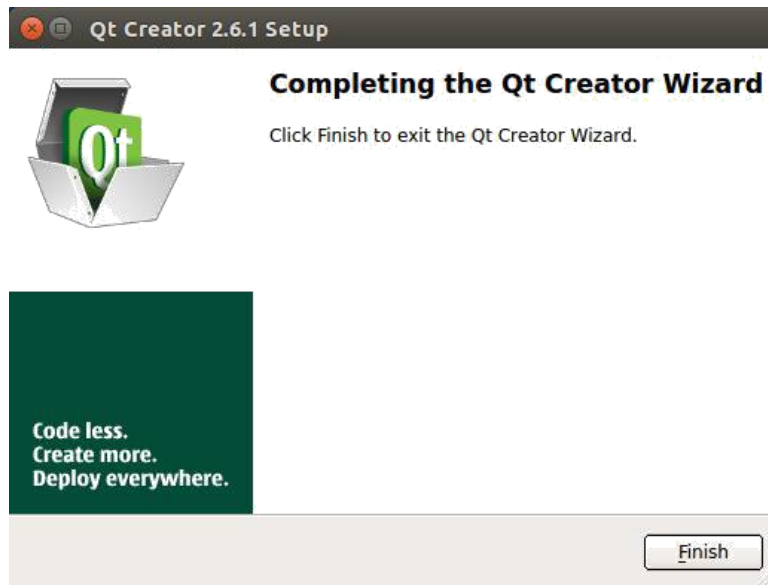 Qt Creator 2.6.1 Setup
Completing the Qt Creator Wizard
Click Finish to exit the Qt Creator Wizard.
Qt
Code less.
Create more.
Deploy everywhere.
Finish